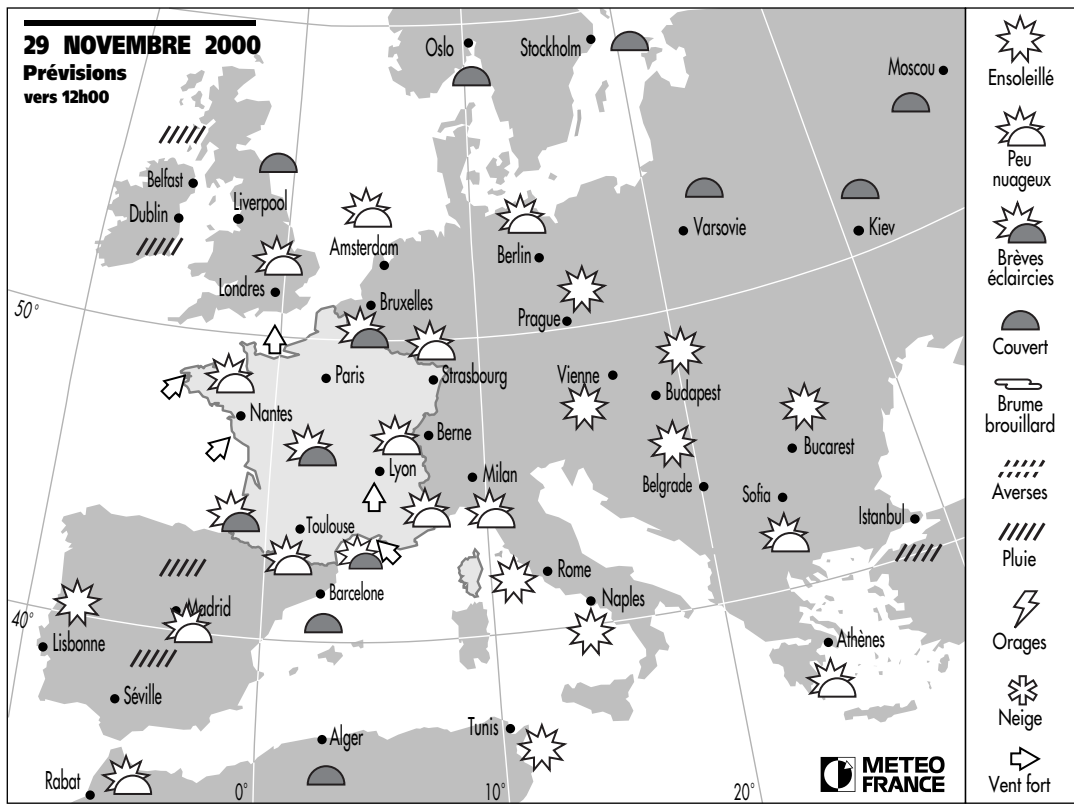 29 NOVEMBRE 2000
Prévisions
vers 12h00
Oslo
Stockholm
Moscou
Belfast
Dublin
Liverpool
Amsterdam
Berlin
Varsovie
Kiev
Londres
Bruxelles
Prague
50°
Paris
Strasbourg
Vienne
Budapest
Nantes
Berne
Bucarest
Lyon
Milan
Belgrade
Sofia
Istanbul
Toulouse
Rome
Naples
Barcelone
Madrid
40°
Lisbonne
Athènes
Séville
Alger
Tunis
Rabat
0°
10°
20°
METEO
FRANCE
Ensoleillé
Peu
nuageux
Brèves
éclaircies
Couvert
Brume
brouillard
Averses
Pluie
Orages
Neige
Vent fort